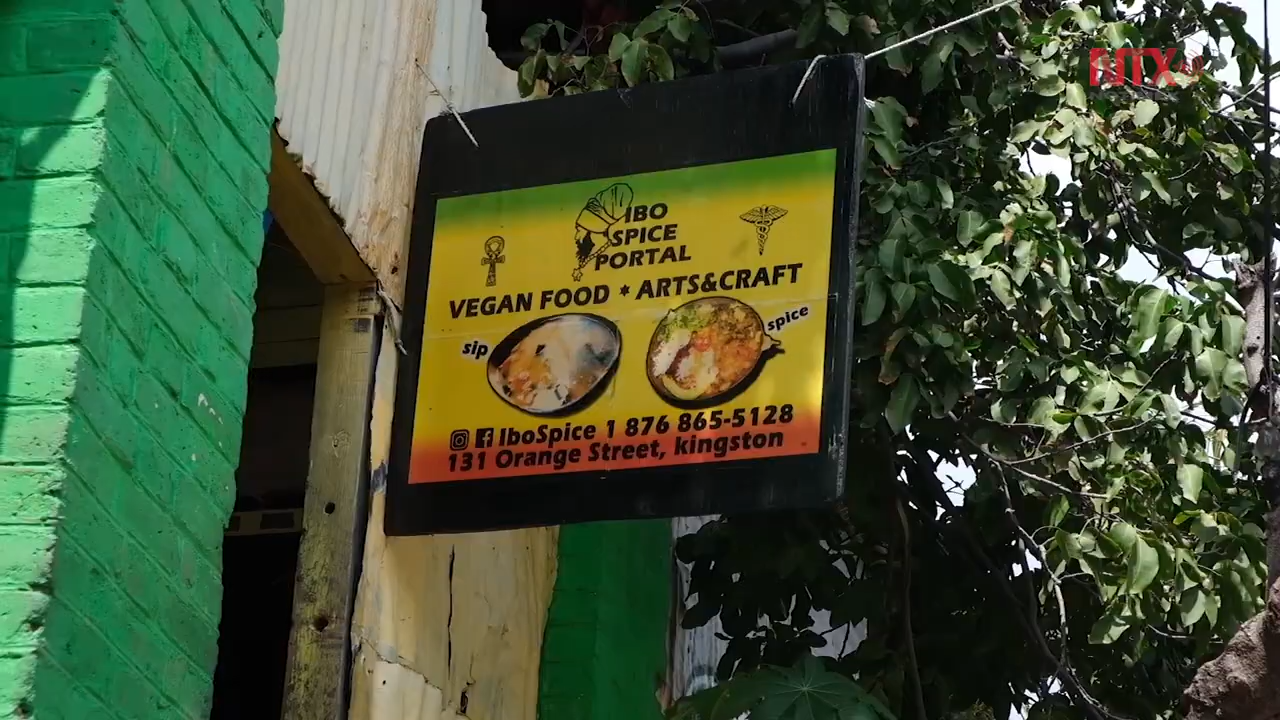 NTX
IBO
SPICE
PORTAL
VEGAN FOOD * ARTS&CRAFT
sip
spice
IboSpice 1 876 865-5128
131 Orange Street, kingston